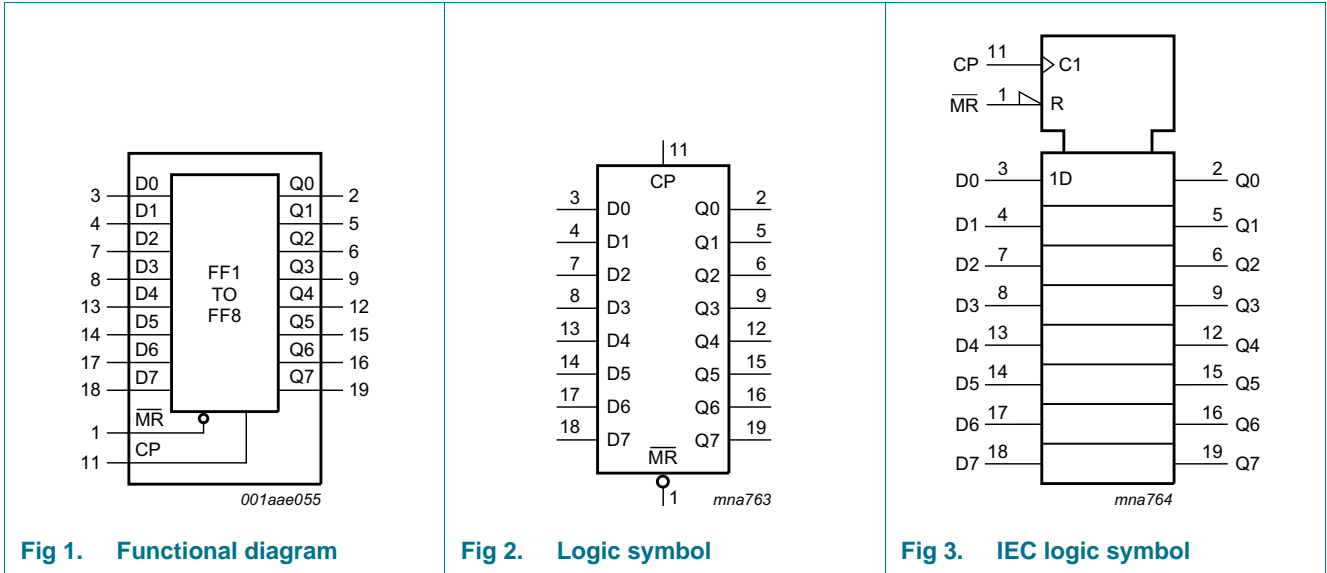 3 D0 Q0 2
4 D1 Q1 5
7 D2 Q2 6
8 D3 Q3 9
13 D4 Q4 12
14 D5 Q5 15
17 D6 Q6 16
18 D7 Q7 19
FF1
TO
FF8
1 M̅R̅
11 CP
001aae055
Fig 1. Functional diagram
11
CP
3 D0 Q0 2
4 D1 Q1 5
7 D2 Q2 6
8 D3 Q3 9
13 D4 Q4 12
14 D5 Q5 15
17 D6 Q6 16
18 D7 Q7 19
M̅R̅
1
mna763
Fig 2. Logic symbol
CP 11 C1
M̅R̅ 1 R
D0 3 1D 2 Q0
D1 4 5 Q1
D2 7 6 Q2
D3 8 9 Q3
D4 13 12 Q4
D5 14 15 Q5
D6 17 16 Q6
D7 18 19 Q7
mna764
Fig 3. IEC logic symbol